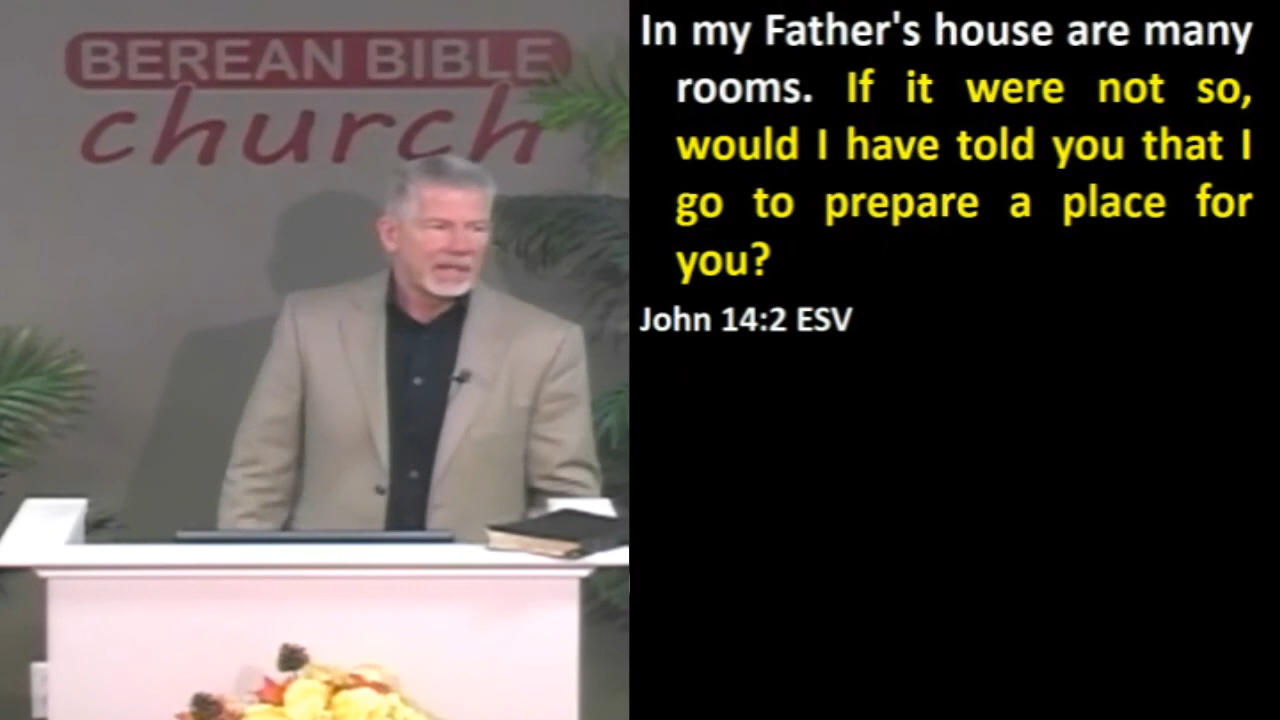 BEREAN BIBLE
church
In my Father's house are many
rooms. If it were not so,
would I have told you that I
go to prepare a place for
you?
John 14:2 ESV